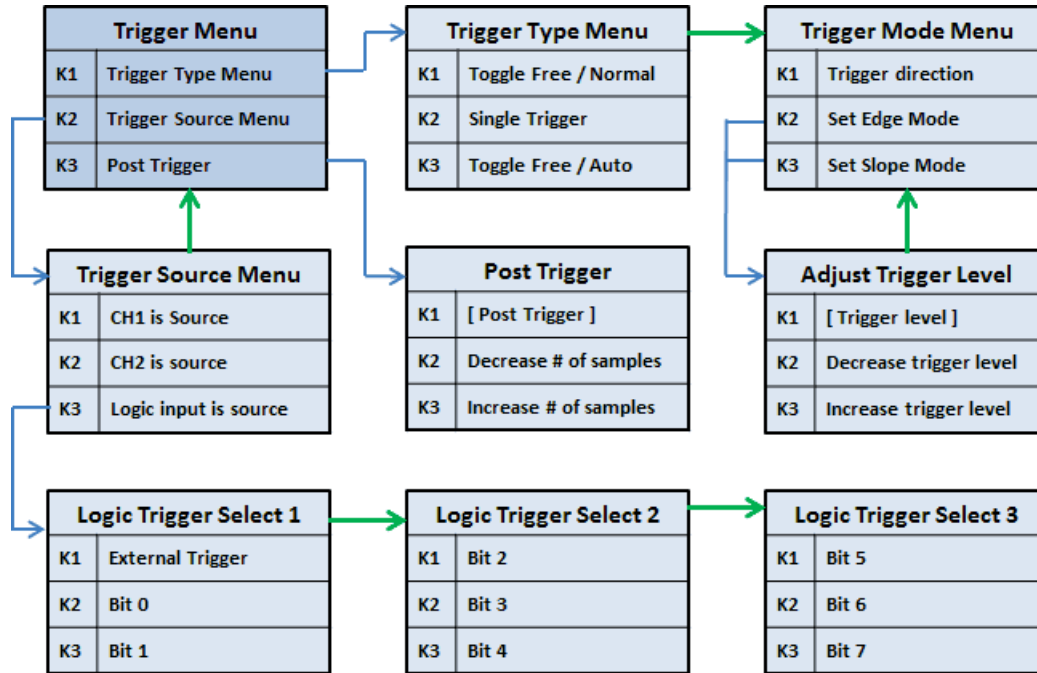 Trigger Menu
K1 Trigger Type Menu
K2 Trigger Source Menu
K3 Post Trigger
Trigger Type Menu
K1 Toggle Free / Normal
K2 Single Trigger
K3 Toggle Free / Auto
Trigger Mode Menu
K1 Trigger direction
K2 Set Edge Mode
K3 Set Slope Mode
Trigger Source Menu
K1 CH1 is Source
K2 CH2 is source
K3 Logic input is source
Post Trigger
K1 [ Post Trigger ]
K2 Decrease # of samples
K3 Increase # of samples
Adjust Trigger Level
K1 [ Trigger level ]
K2 Decrease trigger level
K3 Increase trigger level
Logic Trigger Select 1
K1 External Trigger
K2 Bit 0
K3 Bit 1
Logic Trigger Select 2
K1 Bit 2
K2 Bit 3
K3 Bit 4
Logic Trigger Select 3
K1 Bit 5
K2 Bit 6
K3 Bit 7